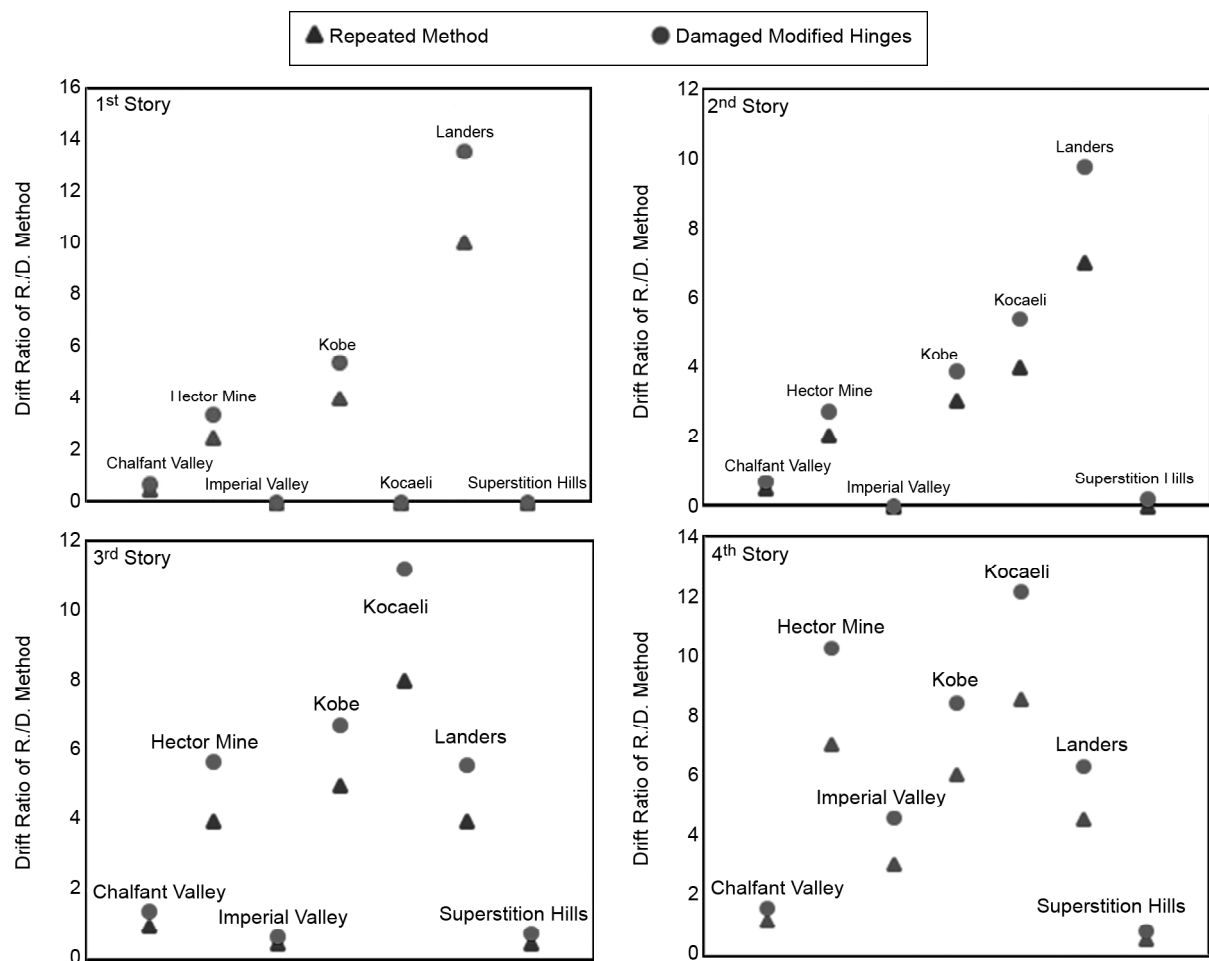 Repeated Method
Damaged Modified Hinges
1st Story
Drift Ratio of R./D. Method
16
14
12
10
8
6
4
2
0
Landers
Kobe
Hector Mine
Chalfant Valley
Imperial Valley
Kocaeli
Superstition Hills
2nd Story
Drift Ratio of R./D. Method
12
10
8
6
4
2
0
Landers
Kocaeli
Kobe
Hector Mine
Chalfant Valley
Superstition Hills
Imperial Valley
3rd Story
Drift Ratio of R./D. Method
12
10
8
6
4
2
0
Kocaeli
Kobe
Hector Mine
Landers
Chalfant Valley
Imperial Valley
Superstition Hills
4th Story
Drift Ratio of R./D. Method
14
12
10
8
6
4
2
0
Kocaeli
Hector Mine
Kobe
Landers
Imperial Valley
Chalfant Valley
Superstition Hills